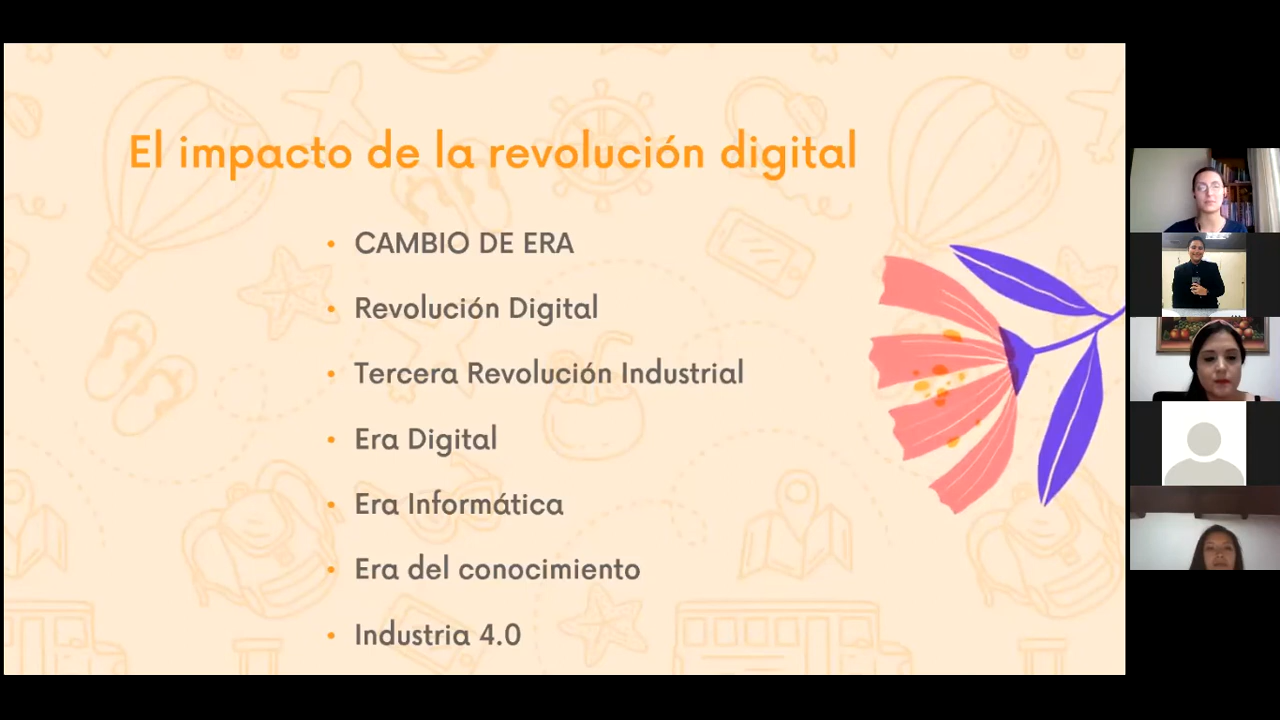 El impacto de la revolución digital
CAMBIO DE ERA
Revolución Digital
Tercera Revolución Industrial
Era Digital
Era Informática
Era del conocimiento
Industria 4.0